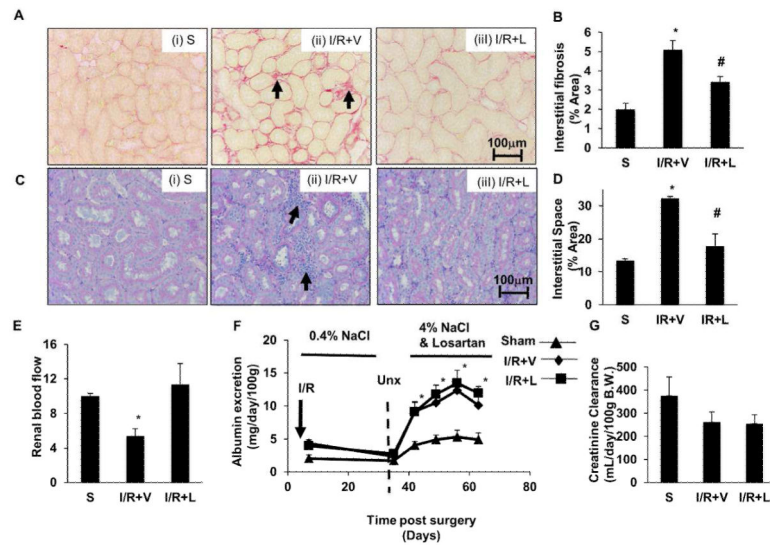 A
(i) S
(ii) I/R+V
(iiI) I/R+L
100μm
B
Interstitial fibrosis
(% Area)
6
5
4
3
2
1
0
*
#
S
I/R+V
I/R+L
C
(i) S
(ii) I/R+V
(iiI) I/R+L
100μm
D
Interstitial Space
(% Area)
30
20
10
0
*
#
S
IR+V
IR+L
E
Renal blood flow
16
12
8
4
0
*
S
I/R+V
I/R+L
F
0.4% NaCl
4% NaCl
& Losartan
Sham
I/R+V
I/R+L
I/R
Unx
Albumin excretion
(mg/day/100g)
20
15
10
5
0
* * * *
0 20 40 60 80
Time post surgery
(Days)
G
Creatinine Clearance
(mL/day/100g B.W.)
500
400
300
200
100
0
S
I/R+V
I/R+L